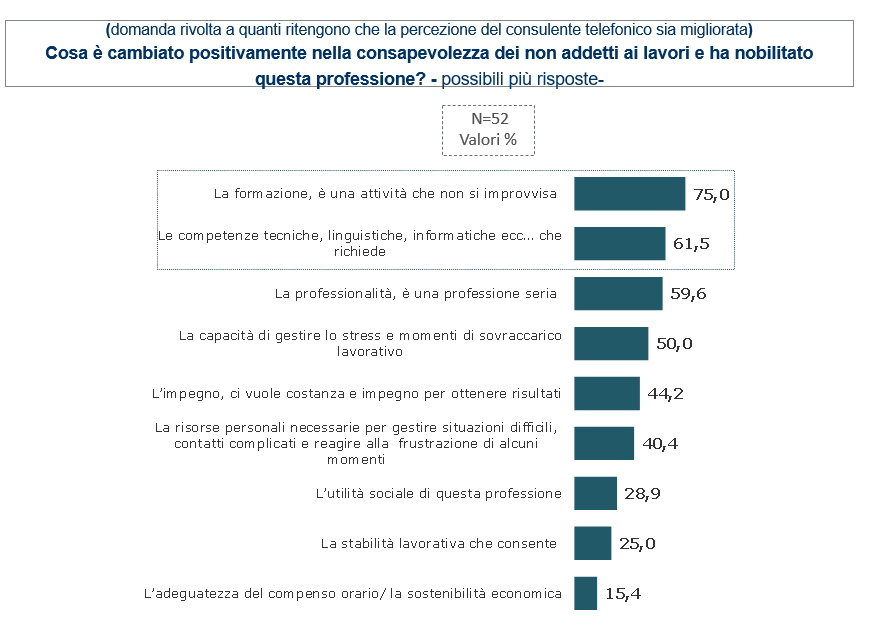 (domanda rivolta a quanti ritengono che la percezione del consulente telefonico sia migliorata)
Cosa è cambiato positivamente nella consapevolezza dei non addetti ai lavori e ha nobilitato
questa professione? - possibili più risposte-
N=52
Valori %
La formazione, è una attività che non si improvvisa 75,0
Le competenze tecniche, linguistiche, informatiche ecc... che
richiede 61,5
La professionalità, è una professione seria 59,6
La capacità di gestire lo stress e momenti di sovraccarico
lavorativo 50,0
L'impegno, ci vuole costanza e impegno per ottenere risultati 44,2
La risorse personali necessarie per gestire situazioni difficili,
contatti complicati e reagire alla frustrazione di alcuni
momenti 40,4
L'utilità sociale di questa professione 28,9
La stabilità lavorativa che consente 25,0
L'adeguatezza del compenso orario/ la sostenibilità economica 15,4